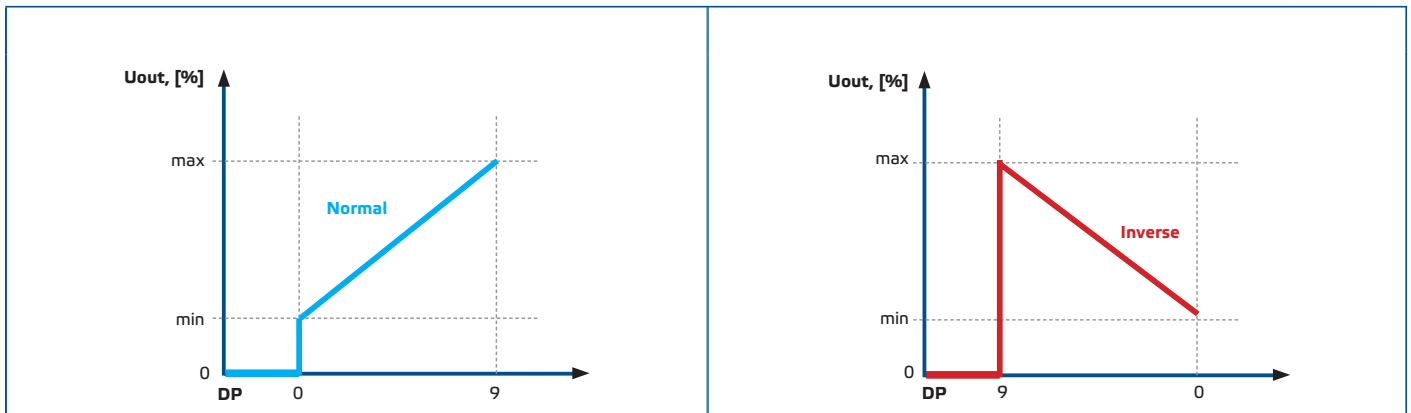 Uout, [%]
max
Normal
min
0
DP 0 9
Uout, [%]
max
Inverse
min
0
DP 9 0